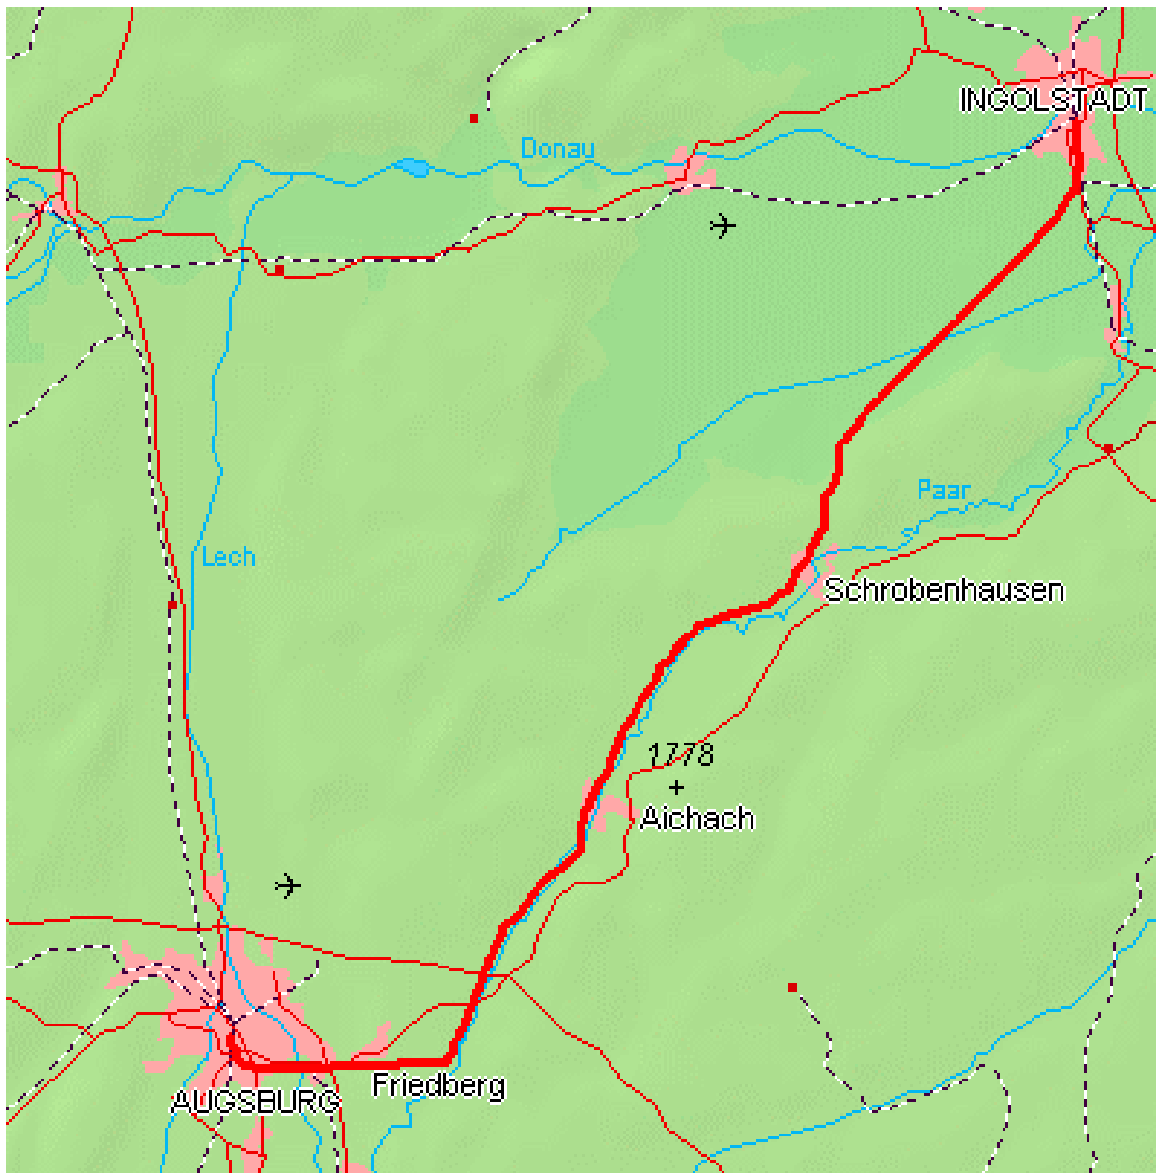 INGOLSTADT
Donau
Paar
Lech
Schrobenhausen
1778
Aichach
Friedberg
AUGSBURG